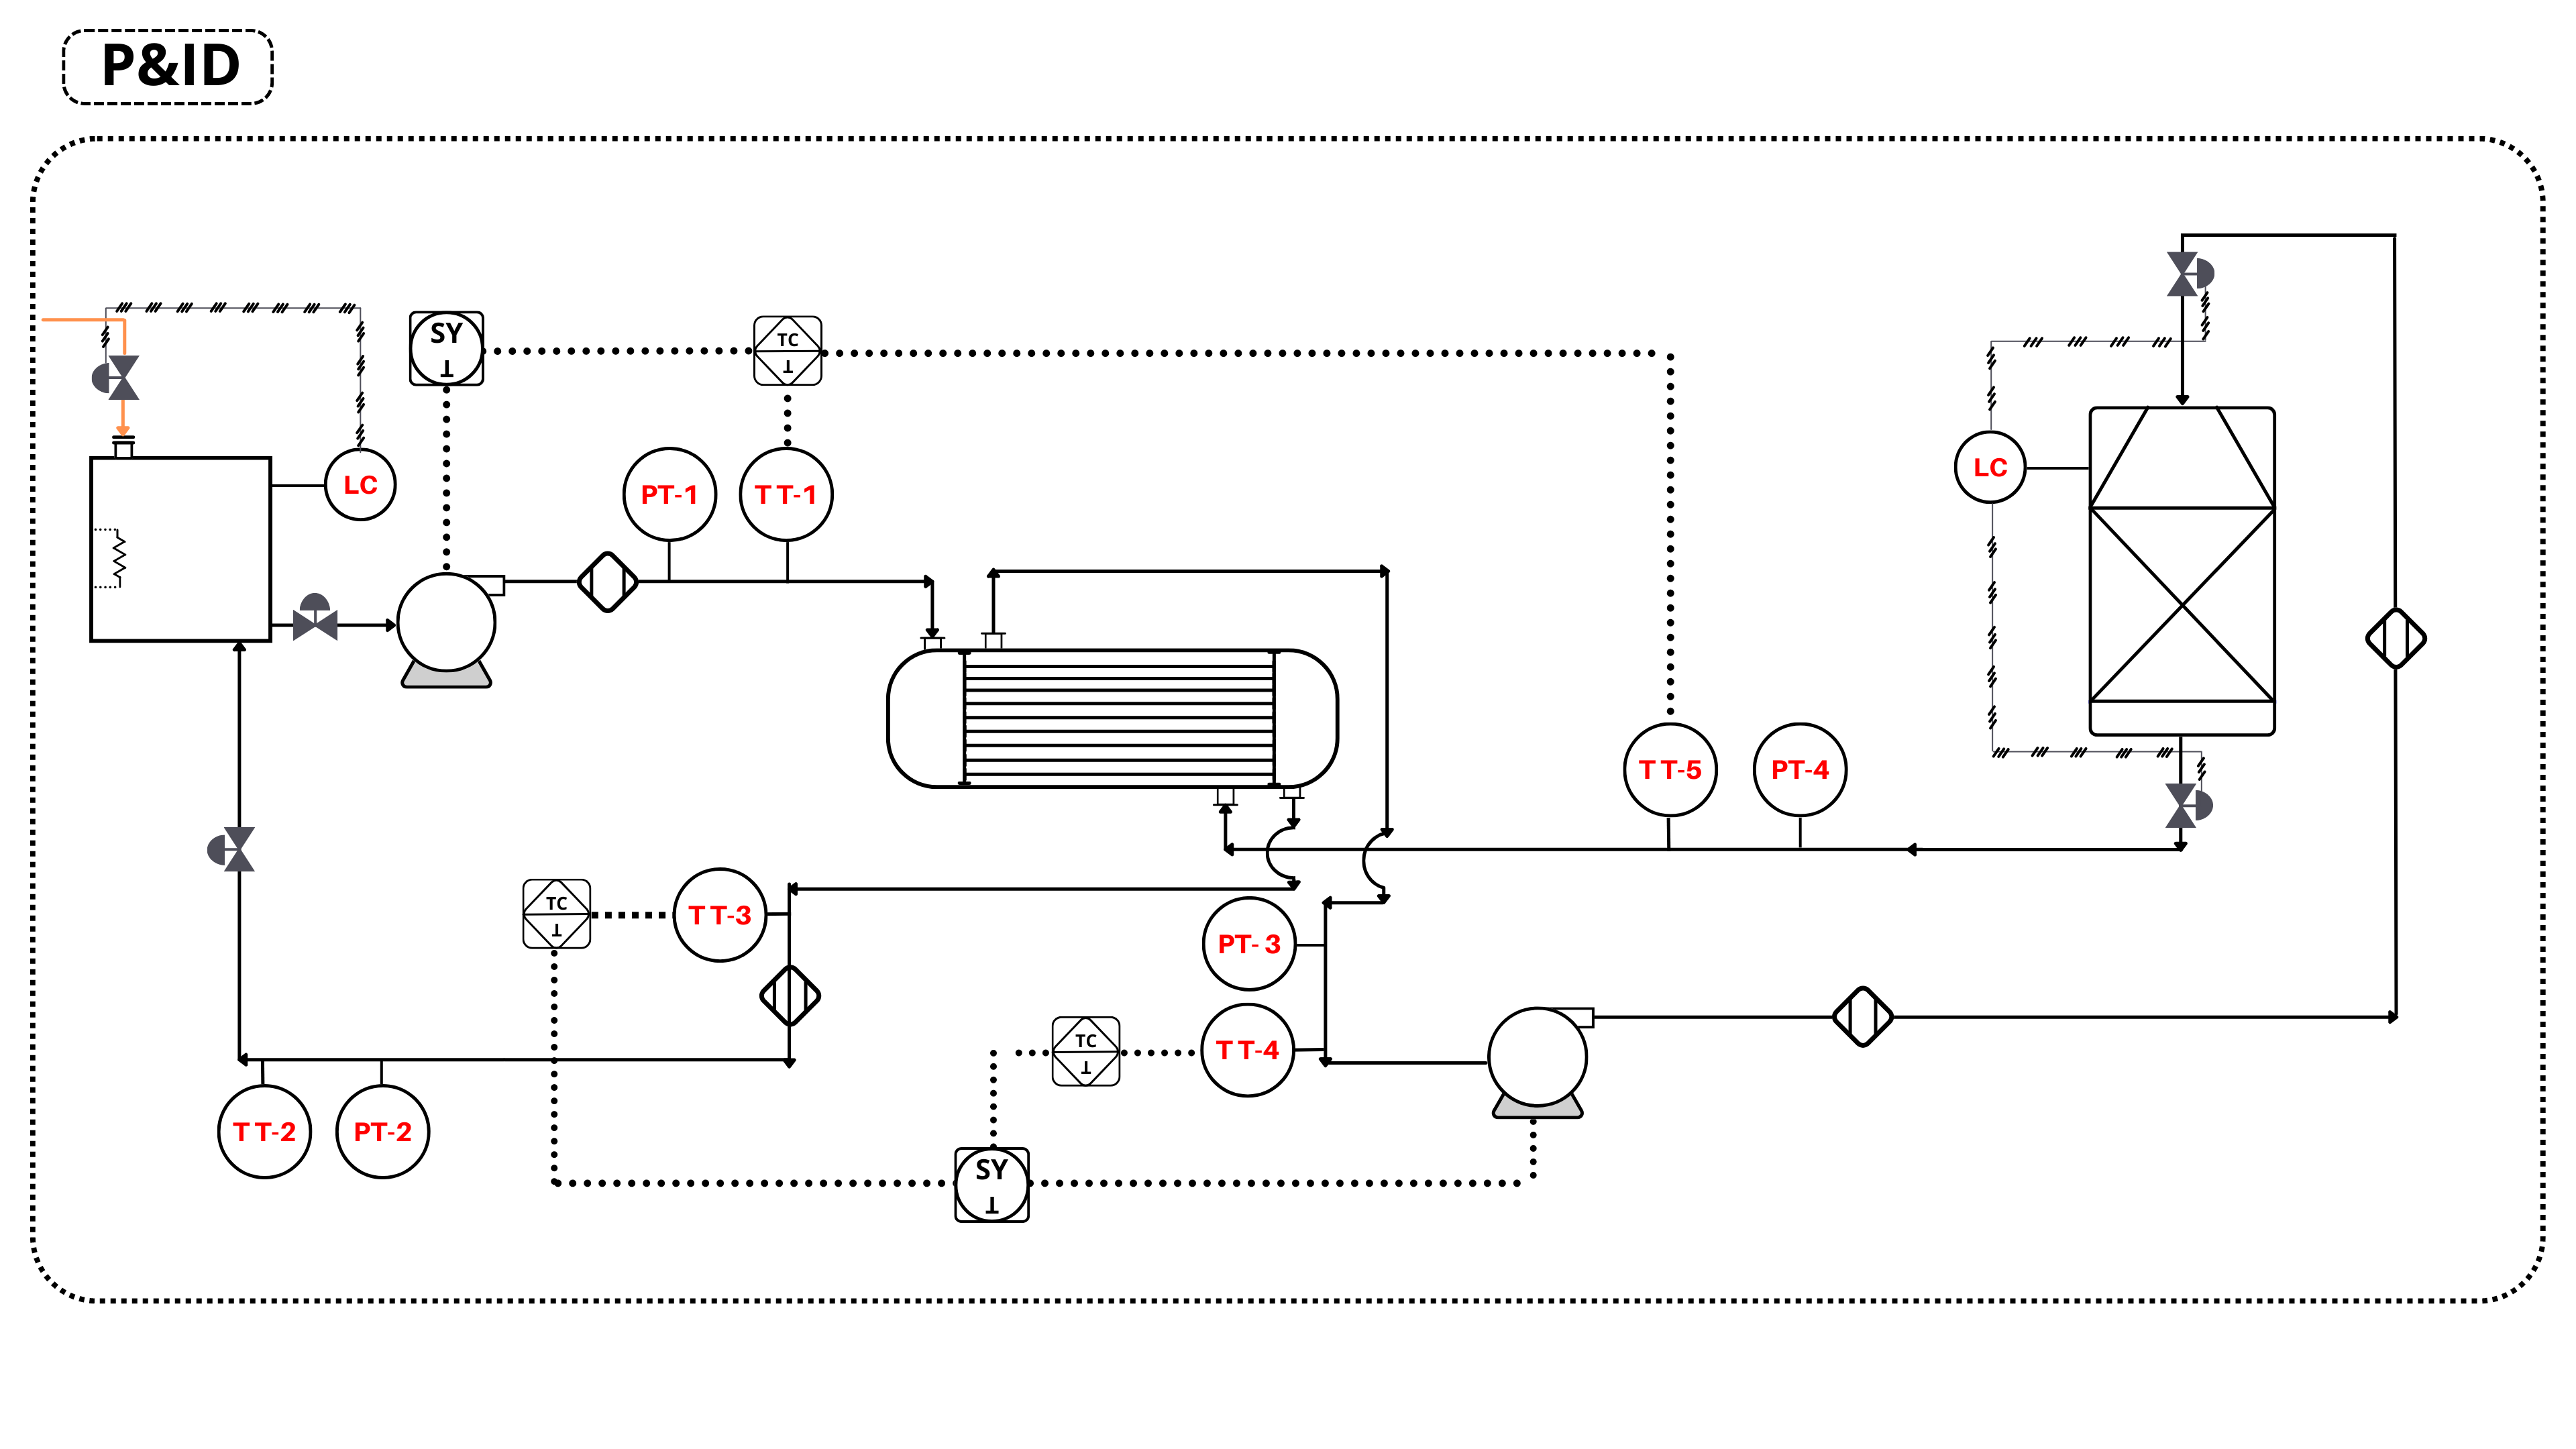 P&ID
SY
⊥
TC
⊥
LC
PT-1
TT-1
LC
TT-5
PT-4
TC
⊥
TT-3
PT- 3
TC
⊥
TT-4
TT-2
PT-2
SY
⊥